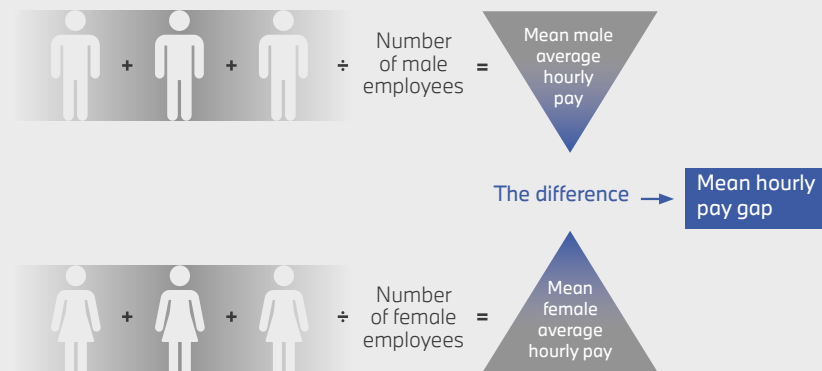 + + ÷ Number
of male
employees
=
Mean male
average
hourly
pay
The difference
Mean hourly
pay gap
+ + ÷ Number
of female
employees
=
Mean
female
average
hourly pay